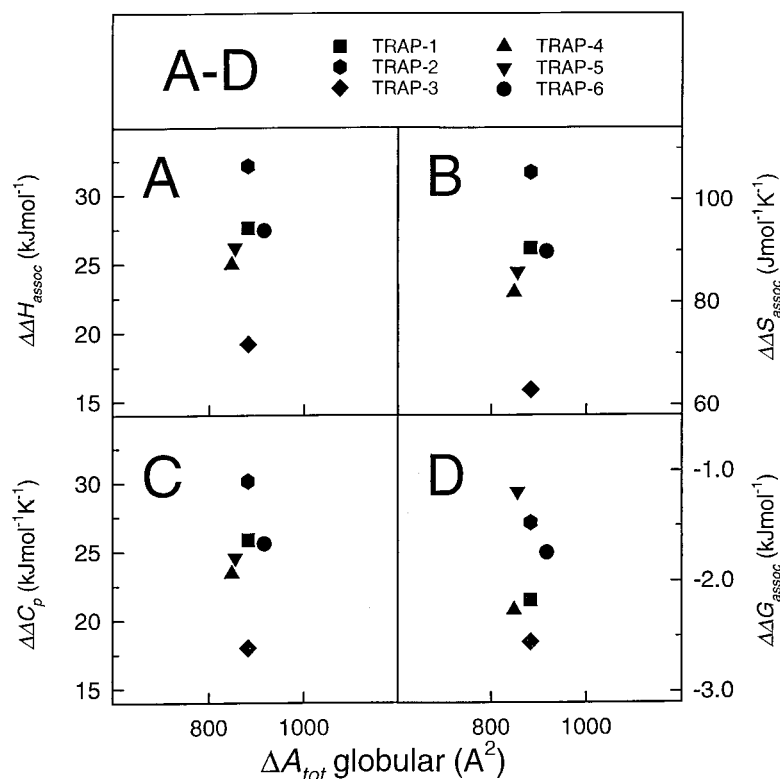 A-D
TRAP-1
TRAP-2
TRAP-3
TRAP-4
TRAP-5
TRAP-6
A
ΔΔH_assoc (kJmol⁻¹)
30
25
20
15
B
ΔΔS_assoc (Jmol⁻¹K⁻¹)
100
80
60
C
ΔΔC_p (kJmol⁻¹K⁻¹)
30
25
20
15
D
ΔΔG_assoc (kJmol⁻¹)
-1.0
-2.0
-3.0
800 1000
800 1000
ΔA_tot globular (A²)